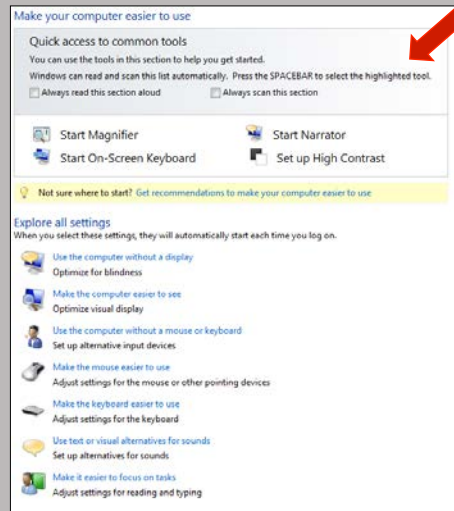 Make your computer easier to use
Quick access to common tools
You can use the tools in this section to help you get started.
Windows can read and scan this list automatically. Press the SPACEBAR to select the highlighted tool.
Always read this section aloud Always scan this section
Start Magnifier Start Narrator
Start On-Screen Keyboard Set up High Contrast
Not sure where to start? Get recommendations to make your computer easier to use
Explore all settings
When you select these settings, they will automatically start each time you log on.
Use the computer without a display
Optimize for blindness
Make the computer easier to see
Optimize visual display
Use the computer without a mouse or keyboard
Set up alternative input devices
Make the mouse easier to use
Adjust settings for the mouse or other pointing devices
Make the keyboard easier to use
Adjust settings for the keyboard
Use text or visual alternatives for sounds
Set up alternatives for sounds
Make it easier to focus on tasks
Adjust settings for reading and typing